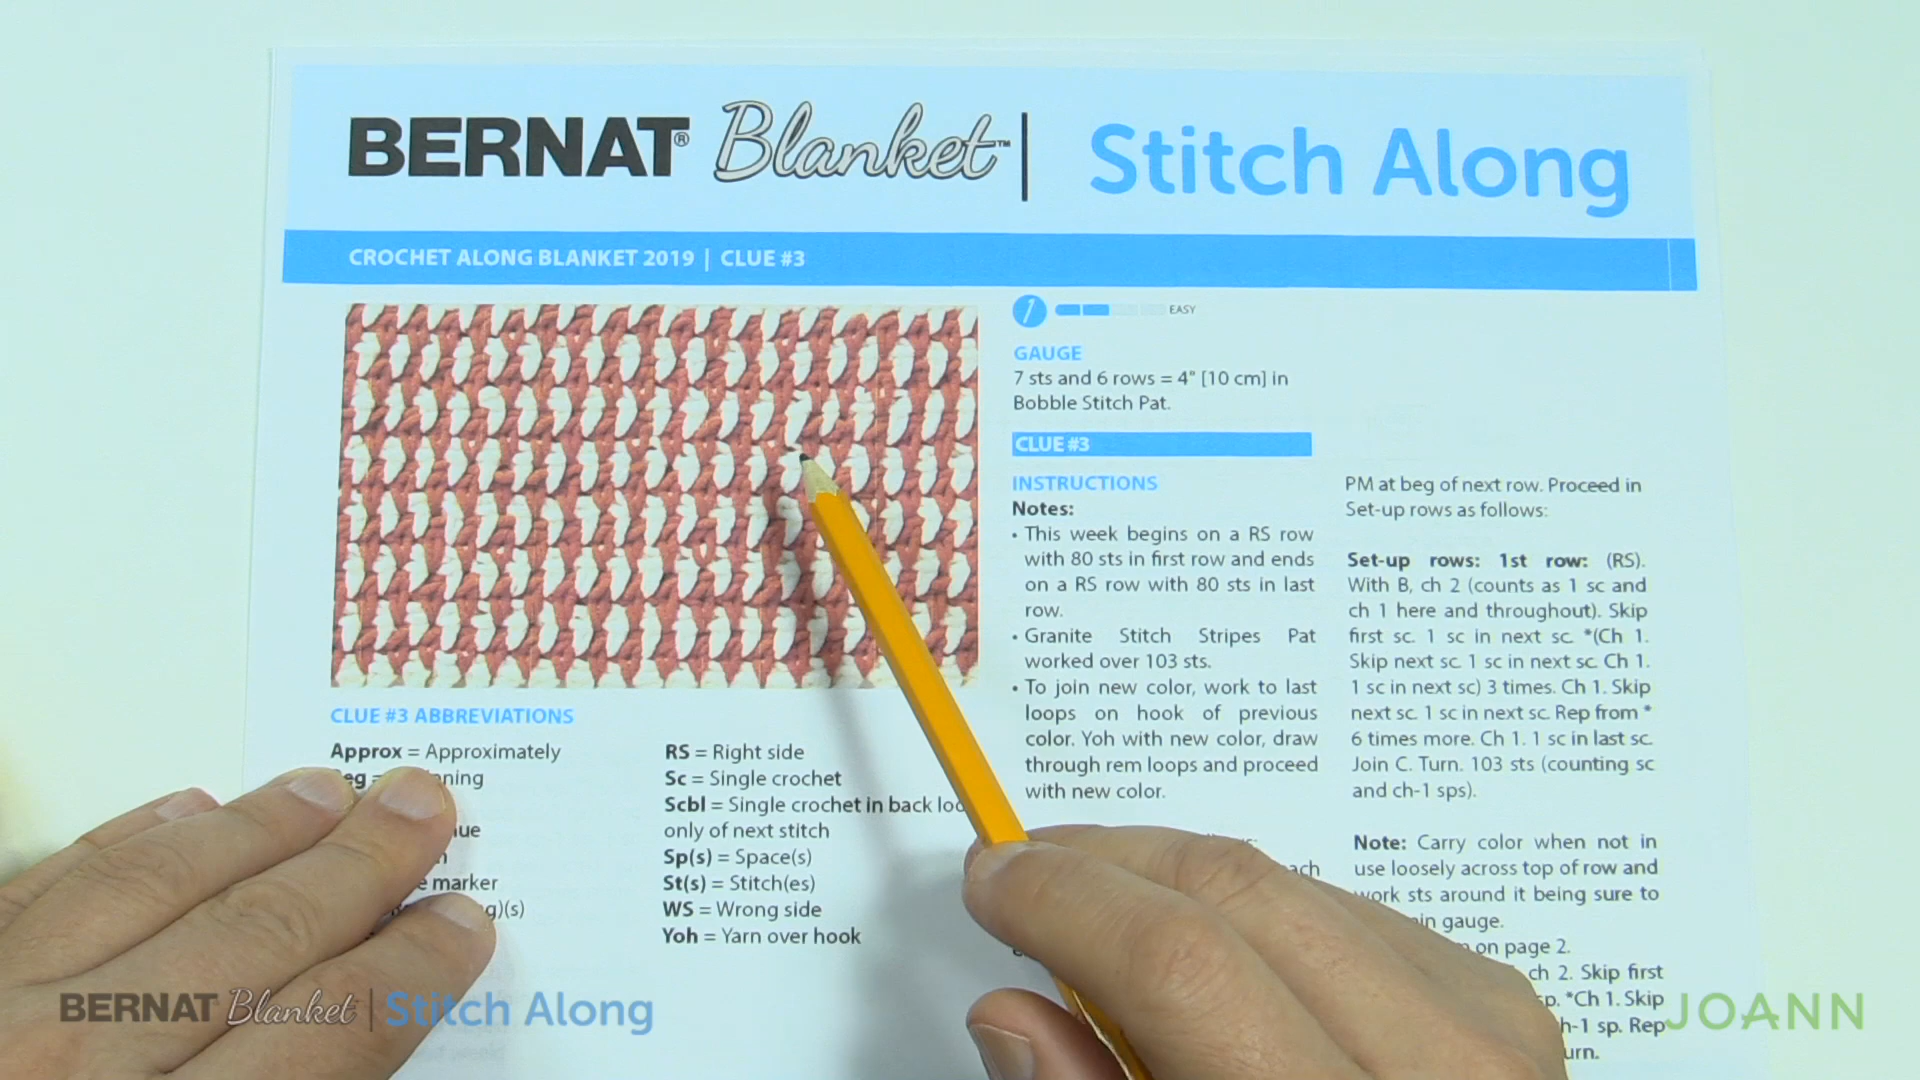 BERNAT® Blanket™ | Stitch Along
CROCHET ALONG BLANKET 2019 | CLUE #3
EASY
GAUGE
7 sts and 6 rows = 4" [10 cm] in
Bobble Stitch Pat.
CLUE #3
INSTRUCTIONS
Notes:
• This week begins on a RS row
with 80 sts in first row and ends
on a RS row with 80 sts in last
row.
• Granite Stitch Stripes Pat
worked over 103 sts.
• To join new color, work to last
loops on hook of previous
color. Yoh with new color, draw
through rem loops and proceed
with new color.
PM at beg of next row. Proceed in
Set-up rows as follows:
Set-up rows: 1st row: (RS).
With B, ch 2 (counts as 1 sc and
ch 1 here and throughout). Skip
first sc. 1 sc in next sc. *(Ch 1.
Skip next sc. 1 sc in next sc. Ch 1.
1 sc in next sc) 3 times. Ch 1. Skip
next sc. 1 sc in next sc. Rep from *
6 times more. Ch 1. 1 sc in last sc.
Join C. Turn. 103 sts (counting sc
and ch-1 sps).
Note: Carry color when not in
use loosely across top of row and
work sts around it being sure to
gauge.
on page 2.
ch 2. Skip first
sp. *Ch 1. Skip
h-1 sp. Rep
CLUE #3 ABBREVIATIONS
Approx = Approximately
marker
RS = Right side
Sc = Single crochet
Scbl = Single crochet in back
only of next stitch
Sp(s) = Space(s)
St(s) = Stitch(es)
WS = Wrong side
Yoh = Yarn over hook
BERNAT Blanket | Stitch Along
JOANN